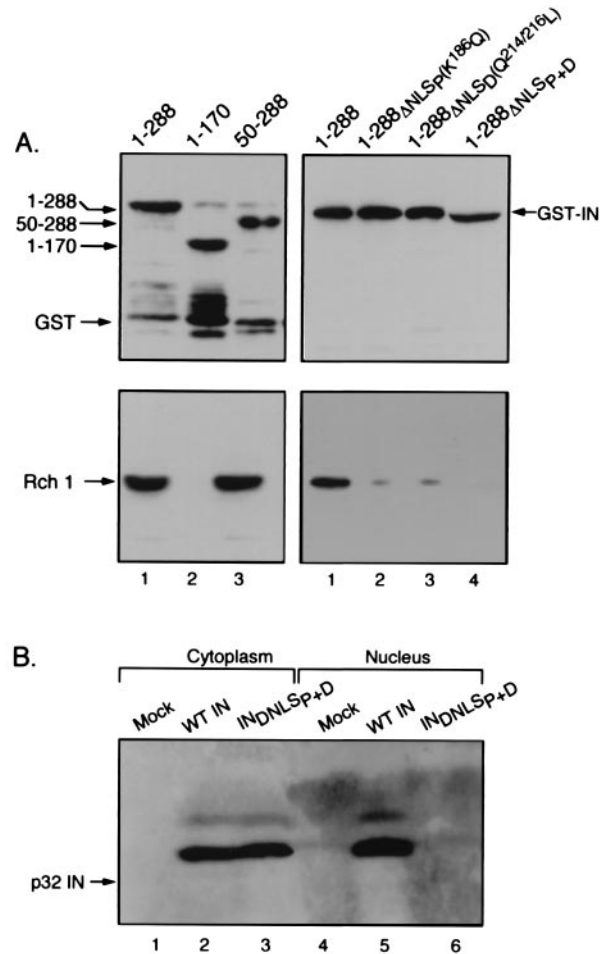 A.
1-288
1-170
50-288
1-288
1-288ΔNLSP(K186Q)
1-288ΔNLSD(Q214/216L)
1-288ΔNLSP+D
1-288
50-288
1-170
GST
GST-IN
Rch 1
1 2 3 1 2 3 4
B.
Cytoplasm Nucleus
Mock
WT IN
INDNLSP+D
Mock
WT IN
INDNLSP+D
p32 IN
1 2 3 4 5 6